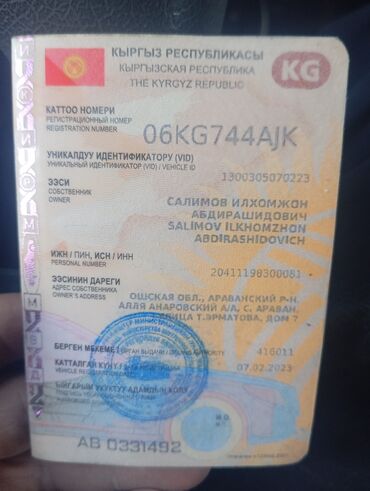 КЫРГЫЗ РЕСПУБЛИКАСЫ
КЫРГЫЗСКАЯ РЕСПУБЛИКА
THE KYRGYZ REPUBLIC
KG
КАТТОО НОМЕРИ
РЕГИСТРАЦИОННЫЙ НОМЕР
REGISTRATION NUMBER
06KG744AJK
УНИКАЛДУУ ИДЕНТИФИКАТОРУ (VID)
УНИКАЛЬНЫЙ ИДЕНТИФИКАТОР (VID) / VEHICLE ID
1300305070223
ЭЭСИ
СОБСТВЕННИК
OWNER
САЛИМОВ ИЛХОМЖОН
АБДИРАШИДОВИЧ
SALIMOV ILKHOMZHON
ABDIRASHIDOVICH
ИЖН / ПИН, ИСН / ИНН
PERSONAL NUMBER
20411198300081
ЭЭСИНИН ДАРЕГИ
АДРЕС СОБСТВЕННИКА
OWNER'S ADDRESS
ОШСКАЯ ОБЛ., АРАВАНСКИЙ Р-Н.
АЛЛЯ АНАРОВСКИЙ А/А, С. АРАВАН.
УЛИЦА Т.ЭРМАТОВА, ДОМ 7
БЕРГЕН МЕКЕМЕ
416011
КАТТАЛГАН КҮНҮ
07.02.2023
AB 0331492